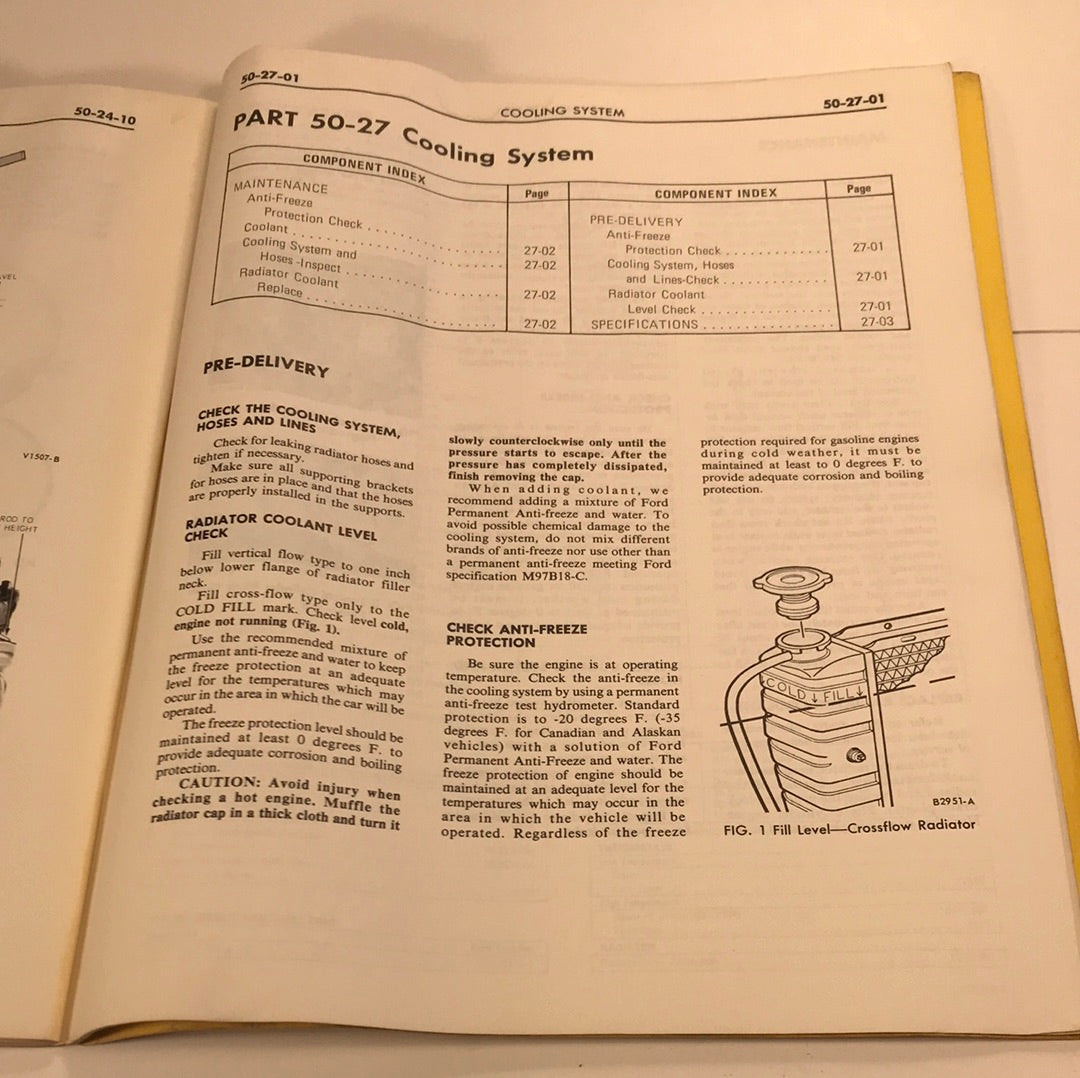 50-24-10
VEL
V1507-B
ROD TO
HEIGHT
50-27-01
COOLING SYSTEM
50-27-01
PART 50-27 Cooling System
COMPONENT INDEX
Page
MAINTENANCE
Anti-Freeze
Protection Check . . . . . . . . . . . . . . . . 27-02
Coolant . . . . . . . . . . . . . . . . . . . . 27-02
Cooling System and
Hoses -Inspect . . . . . . . . . . . . . . . . 27-02
Radiator Coolant
Replace . . . . . . . . . . . . . . . . . . . . 27-02
COMPONENT INDEX
Page
PRE-DELIVERY
Anti-Freeze
Protection Check . . . . . . . . . . . . 27-01
Cooling System, Hoses
and Lines-Check . . . . . . . . . . . . 27-01
Radiator Coolant
Level Check . . . . . . . . . . . . . . . 27-01
SPECIFICATIONS . . . . . . . . . . . . . . . 27-03
PRE-DELIVERY
CHECK THE COOLING SYSTEM,
HOSES AND LINES
Check for leaking radiator hoses and
tighten if necessary.
Make sure all supporting brackets
for hoses are in place and that the hoses
are properly installed in the supports.
RADIATOR COOLANT LEVEL
CHECK
Fill vertical flow type to one inch
below lower flange of radiator filler
neck.
Fill cross-flow type only to the
COLD FILL mark. Check level cold,
engine not running (Fig. 1).
Use the recommended mixture of
permanent anti-freeze and water to keep
the freeze protection at an adequate
level for the temperatures which may
occur in the area in which the car will be
operated.
The freeze protection level should be
maintained at least 0 degrees F. to
provide adequate corrosion and boiling
protection.
CAUTION: Avoid injury when
checking a hot engine. Muffle the
radiator cap in a thick cloth and turn it
slowly counterclockwise only until the
pressure starts to escape. After the
pressure has completely dissipated,
finish removing the cap.
When adding coolant, we
recommend adding a mixture of Ford
Permanent Anti-freeze and water. To
avoid possible chemical damage to the
cooling system, do not mix different
brands of anti-freeze nor use other than
a permanent anti-freeze meeting Ford
specification M97B18-C.
CHECK ANTI-FREEZE
PROTECTION
Be sure the engine is at operating
temperature. Check the anti-freeze in
the cooling system by using a permanent
anti-freeze test hydrometer. Standard
protection is to -20 degrees F. (-35
degrees F. for Canadian and Alaskan
vehicles) with a solution of Ford
Permanent Anti-Freeze and water. The
freeze protection of engine should be
maintained at an adequate level for the
temperatures which may occur in the
area in which the vehicle will be
operated. Regardless of the freeze
protection required for gasoline engines
during cold weather, it must be
maintained at least to 0 degrees F. to
provide adequate corrosion and boiling
protection.
COLD ↓ FILL ↓
B2951-A
FIG. 1 Fill Level—Crossflow Radiator